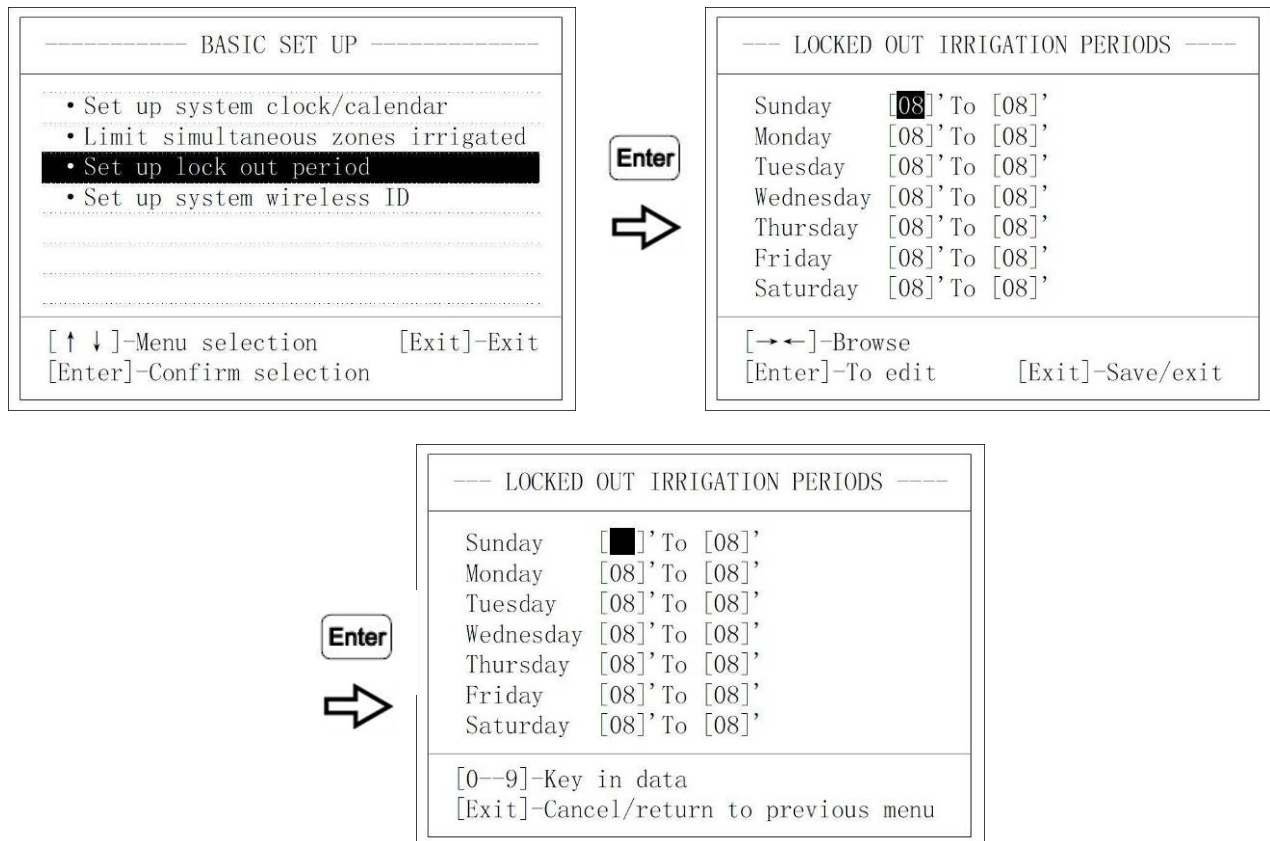 ----------- BASIC SET UP -------------
• Set up system clock/calendar
• Limit simultaneous zones irrigated
• Set up lock out period
• Set up system wireless ID
[↑ ↓]-Menu selection [Exit]-Exit
[Enter]-Confirm selection
Enter
--- LOCKED OUT IRRIGATION PERIODS ----
Sunday [08]'To [08]'
Monday [08]'To [08]'
Tuesday [08]'To [08]'
Wednesday [08]'To [08]'
Thursday [08]'To [08]'
Friday [08]'To [08]'
Saturday [08]'To [08]'
[→←]-Browse
[Enter]-To edit [Exit]-Save/exit
Enter
--- LOCKED OUT IRRIGATION PERIODS ----
Sunday [ ]'To [08]'
Monday [08]'To [08]'
Tuesday [08]'To [08]'
Wednesday [08]'To [08]'
Thursday [08]'To [08]'
Friday [08]'To [08]'
Saturday [08]'To [08]'
[0--9]-Key in data
[Exit]-Cancel/return to previous menu